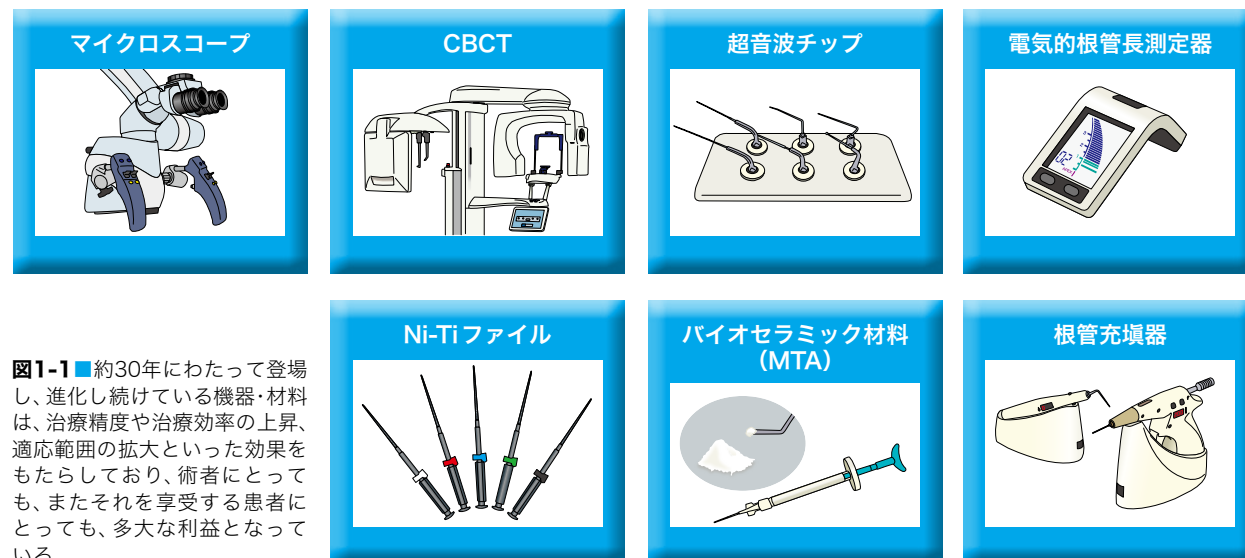 マイクロスコープ
CBCT
超音波チップ
電気的根管長測定器
Ni-Tiファイル
バイオセラミック材料
（MTA）
根管充塡器
図1-1■約30年にわたって登場
し、進化し続けている機器・材料
は、治療精度や治療効率の上昇、
適応範囲の拡大といった効果を
もたらしており、術者にとって
も、またそれを享受する患者に
とっても、多大な利益となって
いる